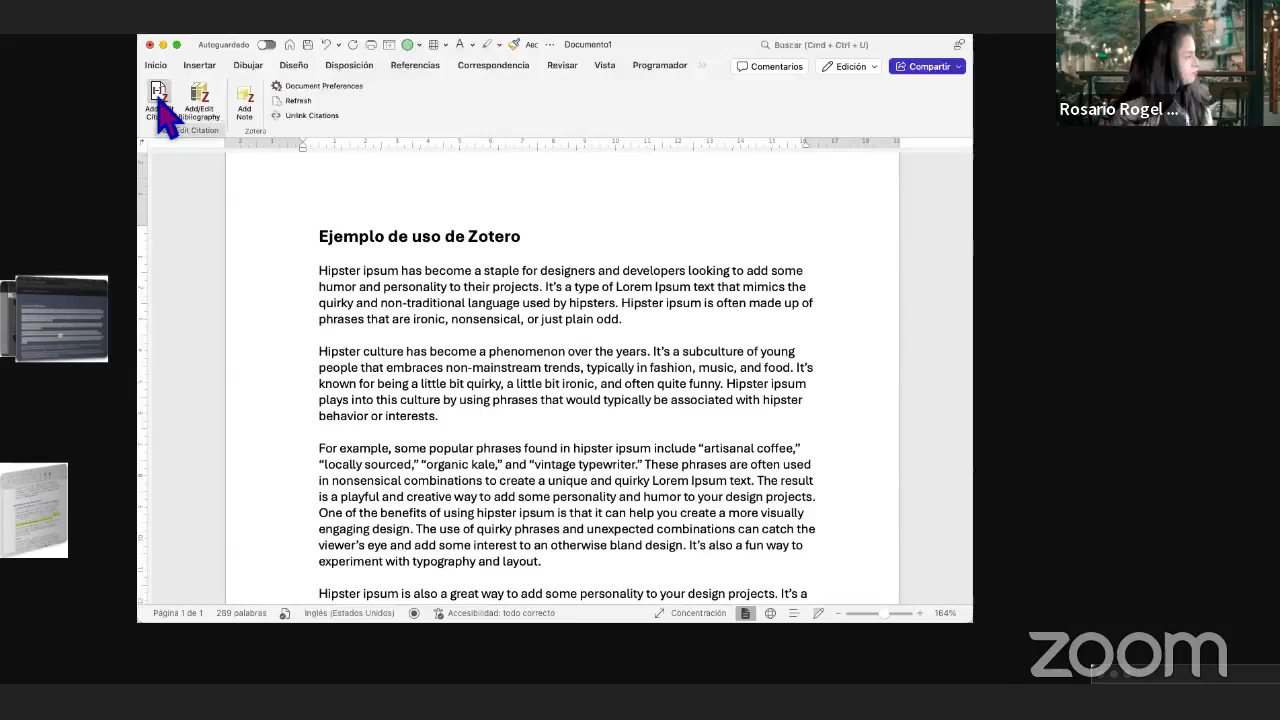 Autoguardado
ABC
Documento1
Buscar (Cmd + Ctrl + U)
Inicio Insertar Dibujar Diseño Disposición Referencias Correspondencia Revisar Vista Programador
Comentarios Edición Compartir
Add/Edit Bibliography
Add Note
Document Preferences
Refresh
Unlink Citations
Edit Citation
Zotero
Ejemplo de uso de Zotero
Hipster ipsum has become a staple for designers and developers looking to add some
humor and personality to their projects. It’s a type of Lorem Ipsum text that mimics the
quirky and non-traditional language used by hipsters. Hipster ipsum is often made up of
phrases that are ironic, nonsensical, or just plain odd.
Hipster culture has become a phenomenon over the years. It’s a subculture of young
people that embraces non-mainstream trends, typically in fashion, music, and food. It’s
known for being a little bit quirky, a little bit ironic, and often quite funny. Hipster ipsum
plays into this culture by using phrases that would typically be associated with hipster
behavior or interests.
For example, some popular phrases found in hipster ipsum include “artisanal coffee,”
“locally sourced,” “organic kale,” and “vintage typewriter.” These phrases are often used
in nonsensical combinations to create a unique and quirky Lorem Ipsum text. The result
is a playful and creative way to add some personality and humor to your design projects.
One of the benefits of using hipster ipsum is that it can help you create a more visually
engaging design. The use of quirky phrases and unexpected combinations can catch the
viewer’s eye and add some interest to an otherwise bland design. It’s also a fun way to
experiment with typography and layout.
Hipster ipsum is also a great way to add some personality to your design projects. It’s a
Página 1 de 1 289 palabras Inglés (Estados Unidos) Accesibilidad: todo correcto Concentración 164%
Rosario Rogel ...
zoom